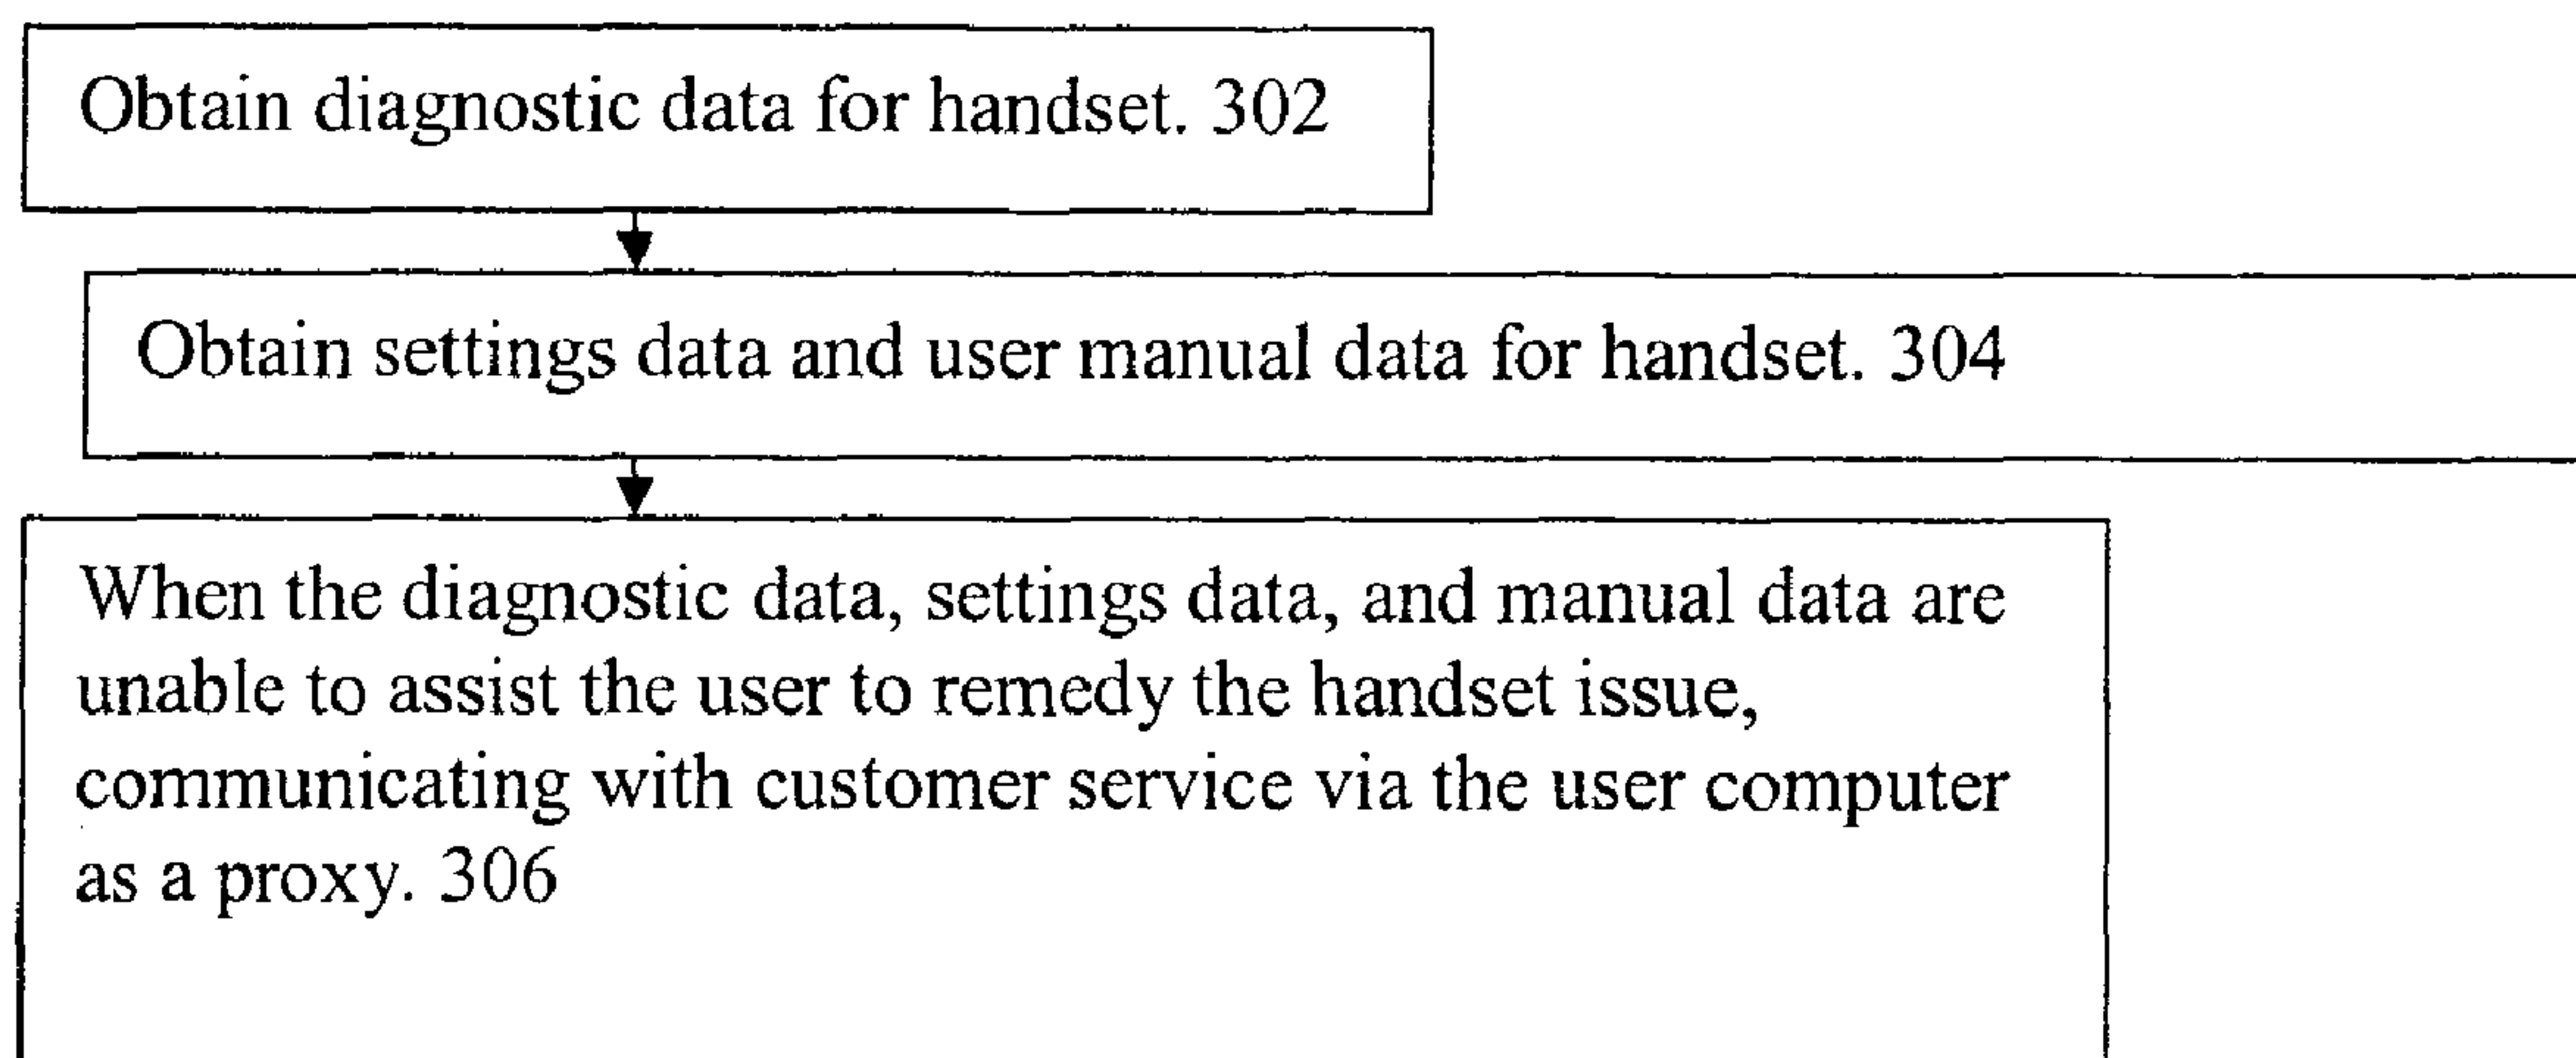 Obtain diagnostic data for handset. 302
Obtain settings data and user manual data for handset. 304
When the diagnostic data, settings data, and manual data are
unable to assist the user to remedy the handset issue,
communicating with customer service via the user computer
as a proxy. 306